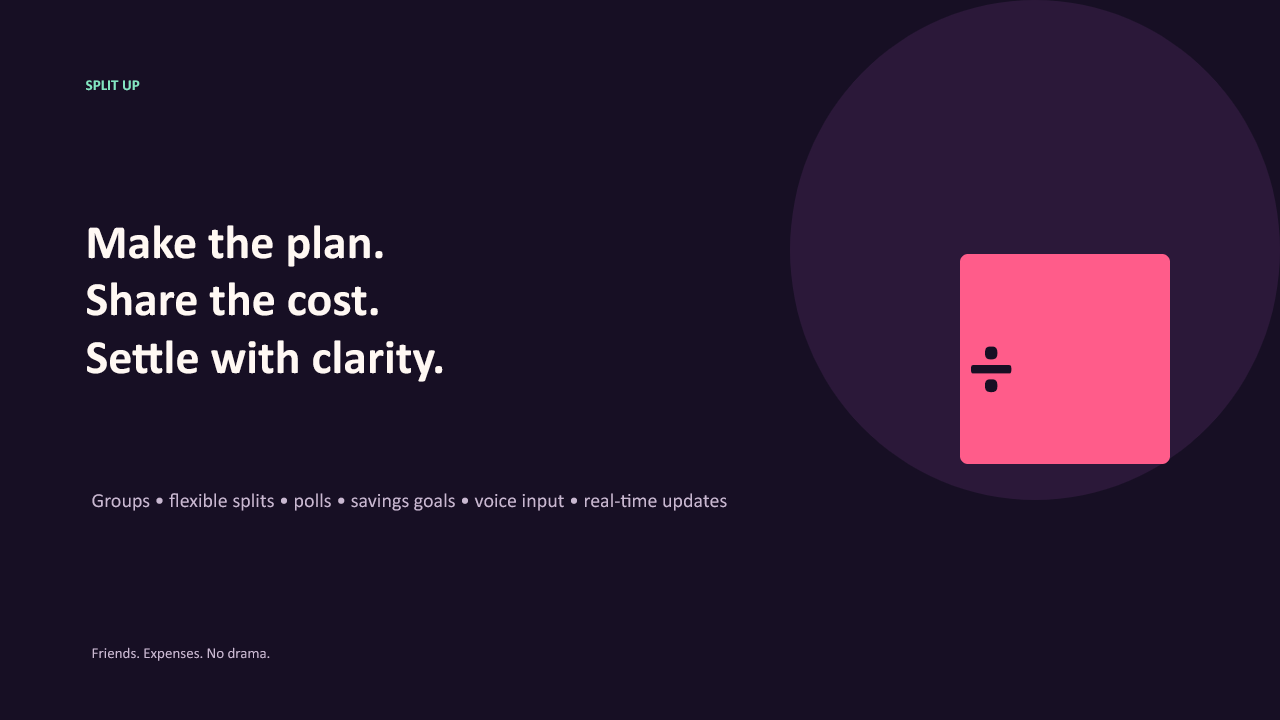 SPLIT UP
Make the plan.
Share the cost.
Settle with clarity.
÷
Groups • flexible splits • polls • savings goals • voice input • real-time updates
Friends. Expenses. No drama.